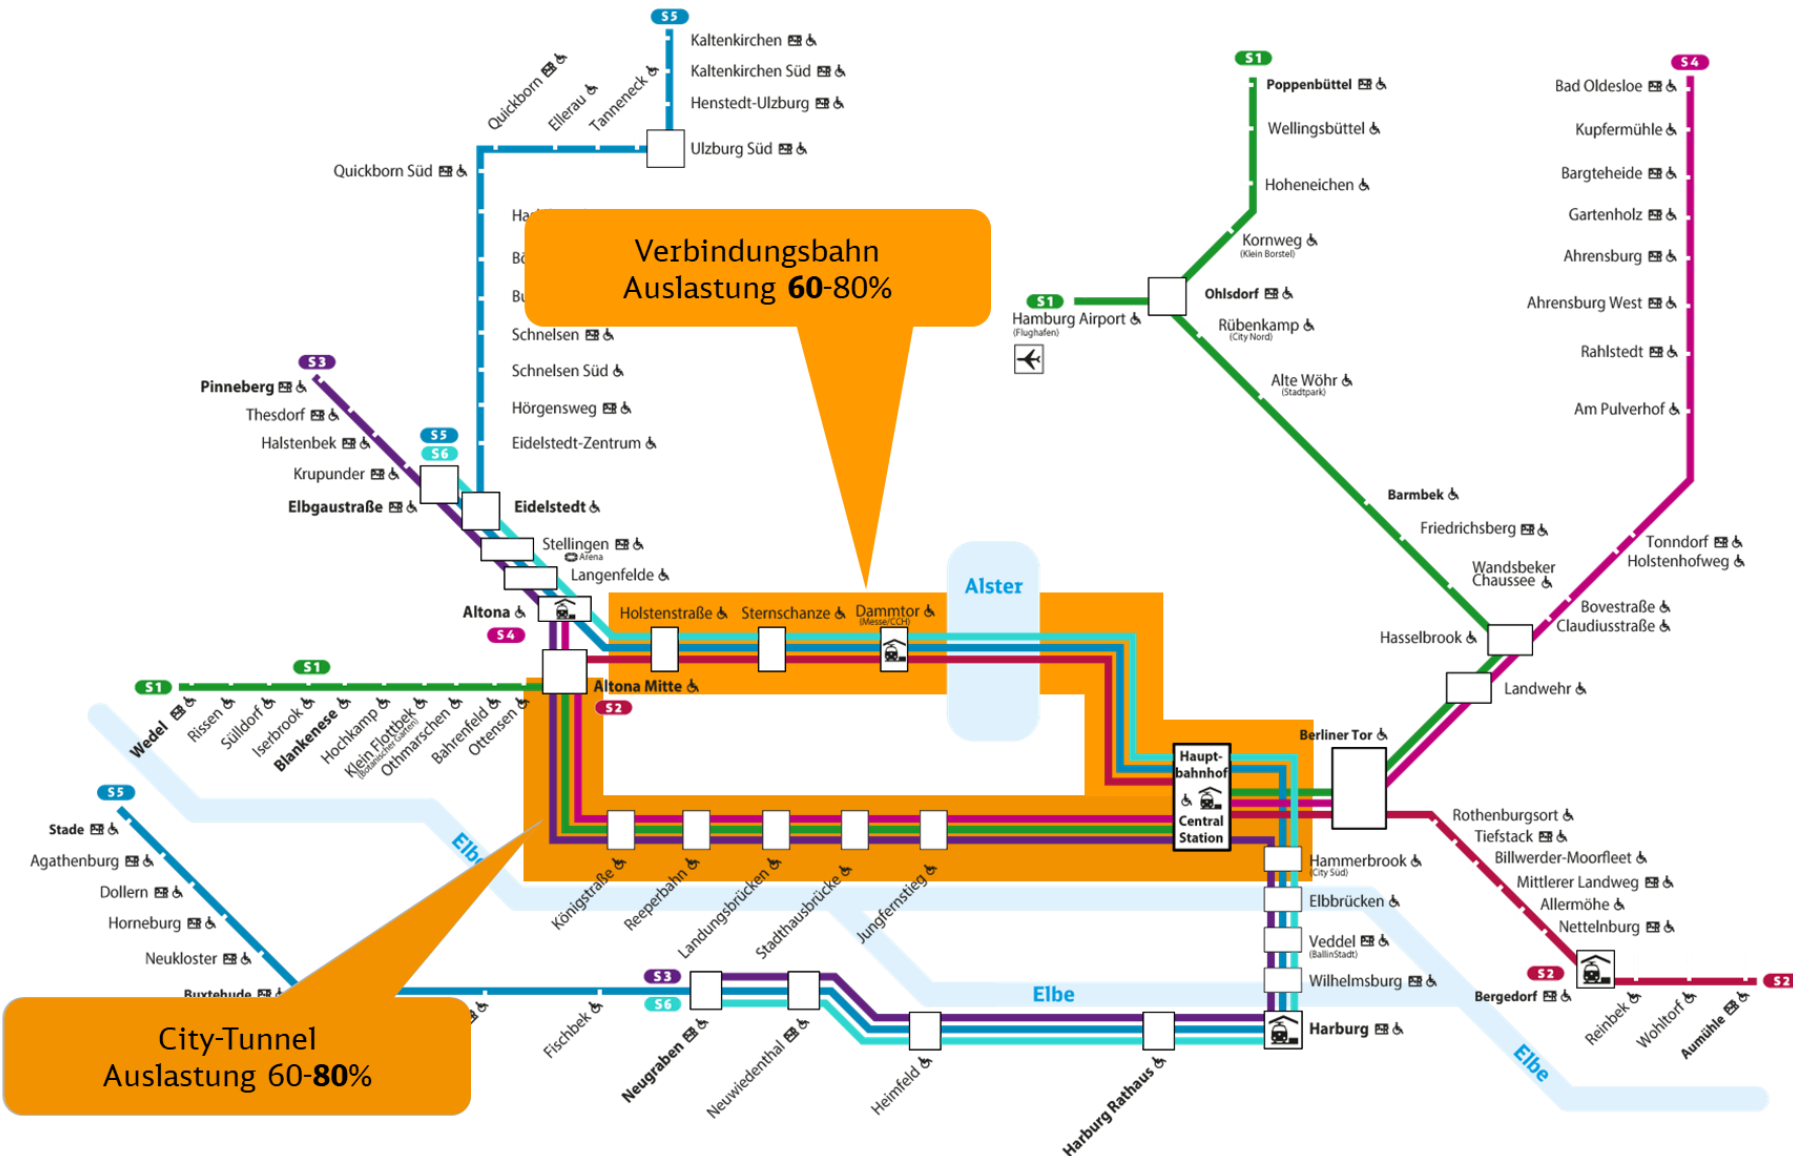 S5
Kaltenkirchen
Kaltenkirchen Süd
Henstedt-Ulzburg
Ulzburg Süd
Tanneck
Ellerau
Quickborn
Quickborn Süd
Schnelsen
Schnelsen Süd
Hörgensweg
Eidelstedt-Zentrum
Verbindungsbahn
Auslastung 60-80%
S3
Pinneberg
Thesdorf
Halstenbek
Krupunder
S5
S6
Elbgaustraße
Eidelstedt
Stellingen
Arena
Langenfelde
Altona
S4
S1
Poppenbüttel
Wellingsbüttel
Hoheneichen
Kornweg
(Klein Borstel)
Ohlsdorf
S1
Hamburg Airport
(Flughafen)
Rübenkamp
(City Nord)
Alte Wöhr
(Stadtpark)
Barmbek
Friedrichsberg
Wandsbeker
Chaussee
Hasselbrook
Landwehr
S4
Bad Oldesloe
Kupfermühle
Bargteheide
Gartenholz
Ahrensburg
Ahrensburg West
Rahlstedt
Am Pulverhof
Tonndorf
Holstenhofweg
Bovestraße
Claudiusstraße
Holstenstraße
Sternschanze
Dammtor
(Messe/CCH)
Alster
S1
S1
Altona Mitte
S2
Wedel
Rissen
Sülldorf
Iserbrook
Blankenese
Hochkamp
Klein Flottbek
(Botanischer Garten)
Othmarschen
Bahrenfeld
Ottensen
Haupt-
bahnhof
Central
Station
Berliner Tor
Königstraße
Reeperbahn
Landungsbrücken
Stadthausbrücke
Jungfernstieg
Hammerbrook
(City Süd)
Elbbrücken
Veddel
(BallinStadt)
Wilhelmsburg
Harburg
Rothenburgsort
Tiefstack
Billwerder-Moorfleet
Mittlerer Landweg
Allermöhe
Nettelnburg
S2
Bergedorf
Reinbek
Wohltorf
Aumühle
S2
S5
Stade
Agathenburg
Dollern
Horneburg
Neukloster
Buxtehude
Elbe
City-Tunnel
Auslastung 60-80%
Fischbek
S3
S6
Neugraben
Neuwiedenthal
Heimfeld
Harburg Rathaus
Elbe
Elbe